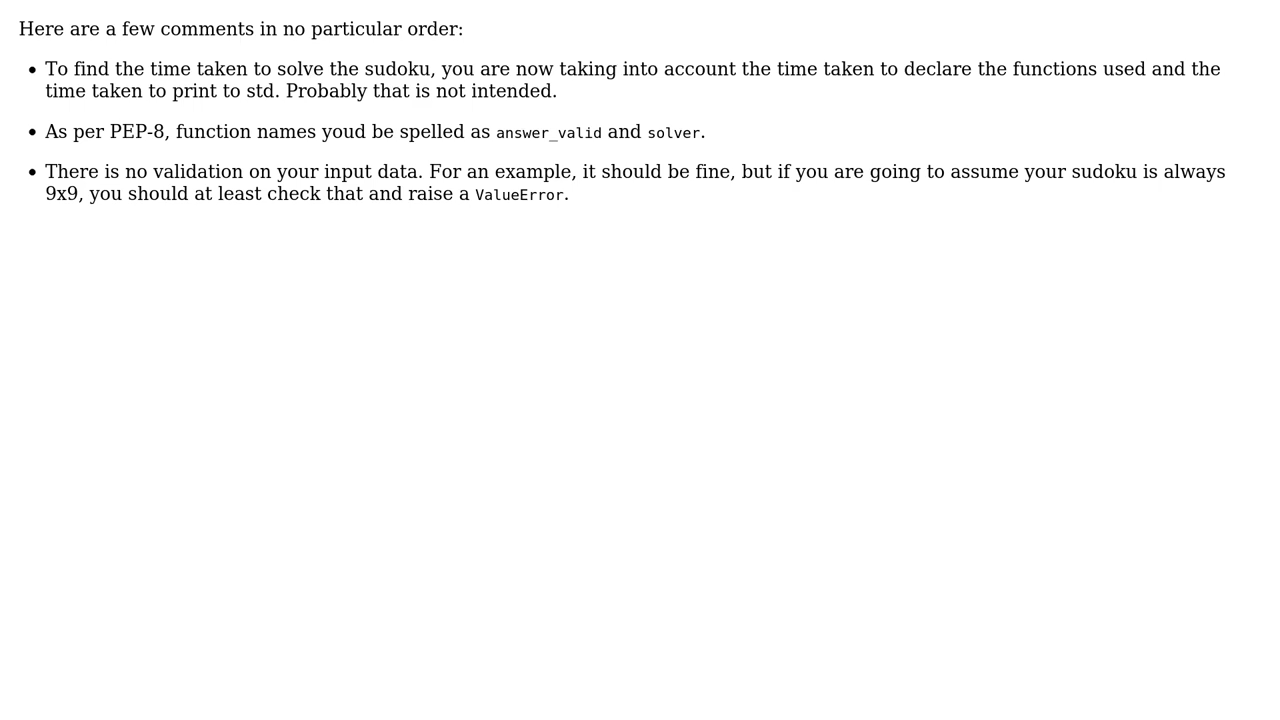 Here are a few comments in no particular order:
• To find the time taken to solve the sudoku, you are now taking into account the time taken to declare the functions used and the
time taken to print to std. Probably that is not intended.
• As per PEP-8, function names youd be spelled as answer_valid and solver.
• There is no validation on your input data. For an example, it should be fine, but if you are going to assume your sudoku is always
9x9, you should at least check that and raise a ValueError.